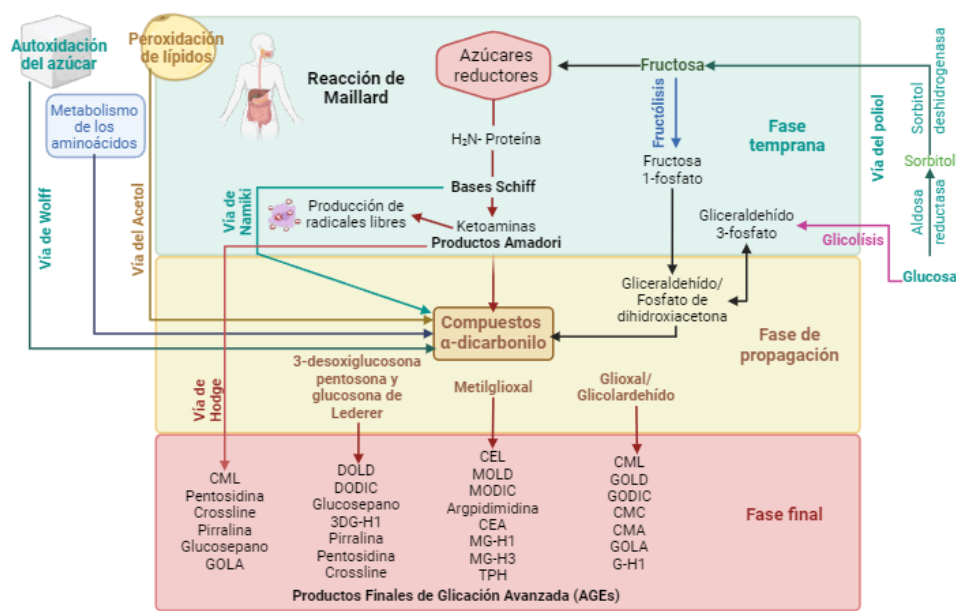 Autoxidación
del azúcar
Peroxidación
de lípidos
Metabolismo
de los
aminoácidos
Vía de Wolff
Vía del Acetol
Reacción de
Maillard
Azúcares
reductores
H₂N- Proteína
Bases Schiff
Vía de
Namiki
Producción de
radicales libres
Ketoaminas
Productos Amadori
Fructosa
Fructólisis
Fructosa
1-fosfato
Fase
temprana
Gliceraldehído
3-fosfato
Vía del poliol
Sorbitol
deshidrogenasa
Sorbitol
Aldosa
reductasa
Glicolísis
Glucosa
Gliceraldehído/
Fosfato de
dihidroxiacetona
Compuestos
α-dicarbonilo
Fase de
propagación
Vía de
Hodge
3-desoxiglucosona
pentosona y
glucosona de
Lederer
Metilglioxal
Glioxal/
Glicolardehído
CML
Pentosidina
Crossline
Pirralina
Glucosepano
GOLA
DOLD
DODIC
Glucosepano
3DG-H1
Pirralina
Pentosidina
Crossline
CEL
MOLD
MODIC
Argpidimidina
CEA
MG-H1
MG-H3
TPH
CML
GOLD
GODIC
CMC
CMA
GOLA
G-H1
Fase final
Productos Finales de Glicación Avanzada (AGEs)